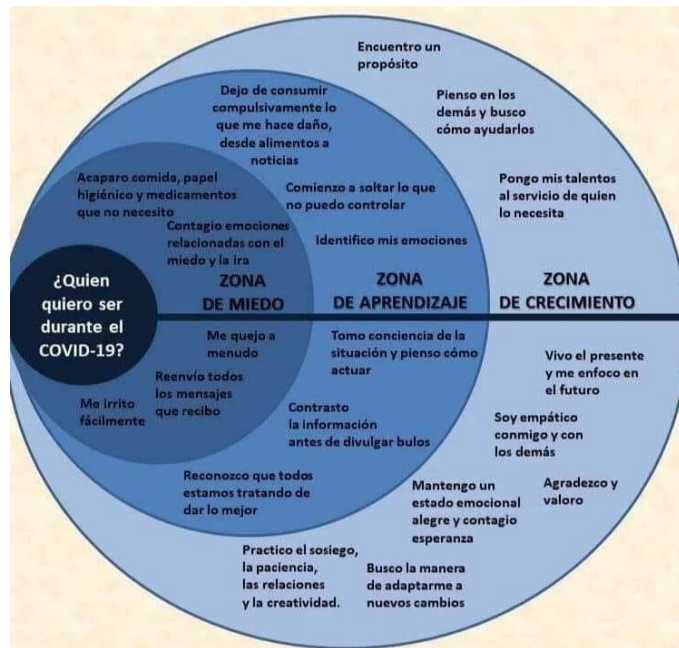 Encuentro un
propósito
Dejo de consumir
compulsivamente lo
que me hace daño,
desde alimentos a
noticias
Pienso en los
demás y busco
cómo ayudarlos
Acaparo comida, papel
higiénico y medicamentos
que no necesito
Comienzo a soltar lo que
no puedo controlar
Pongo mis talentos
al servicio de quien
lo necesita
Contagio emociones
relacionadas con el
miedo y la ira
Identifico mis emociones
¿Quien
quiero ser
durante el
COVID-19?
ZONA
DE MIEDO
ZONA
DE APRENDIZAJE
ZONA
DE CRECIMIENTO
Me quejo a
menudo
Tomo conciencia de la
situación y pienso cómo
actuar
Vivo el presente
y me enfoco en
el futuro
Reenvío todos
los mensajes
que recibo
Me irrito
fácilmente
Contrasto
la información
antes de divulgar bulos
Soy empático
conmigo y con
los demás
Reconozco que todos
estamos tratando de
dar lo mejor
Mantengo un
estado emocional
alegre y contagio
esperanza
Agradezco y
valoro
Practico el sosiego,
la paciencia,
las relaciones
y la creatividad.
Busco la manera
de adaptarme a
nuevos cambios